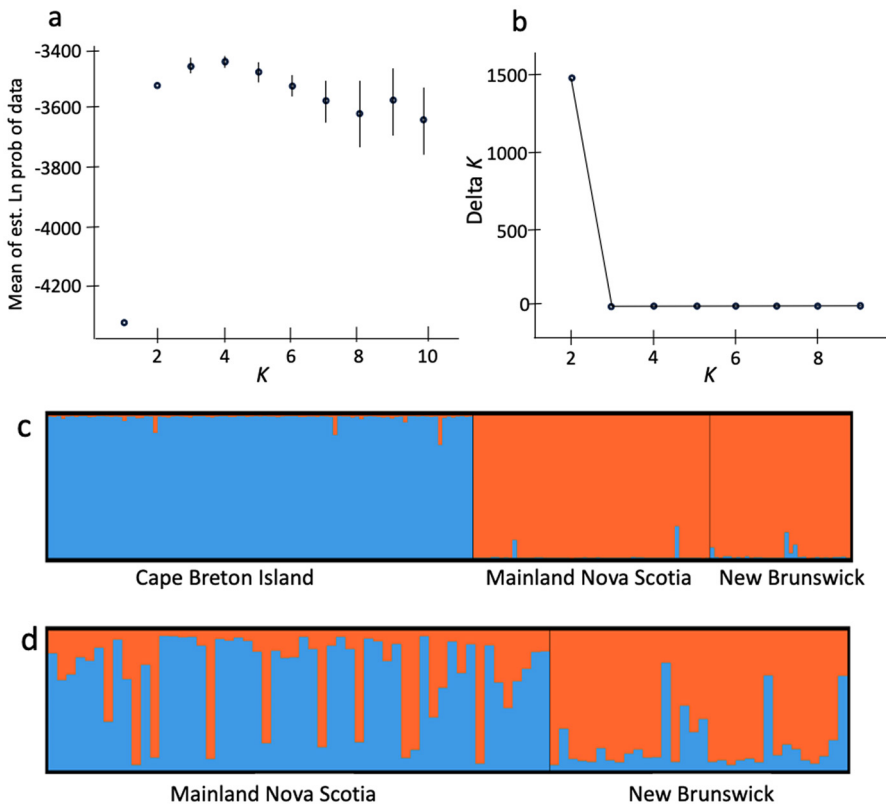 a
Mean of est. Ln prob of data
-3400
-3600
-3800
-4000
-4200
2 4 6 8 10
K
b
Delta K
1500
1000
500
0
2 4 6 8
K
c
Cape Breton Island Mainland Nova Scotia New Brunswick
d
Mainland Nova Scotia New Brunswick